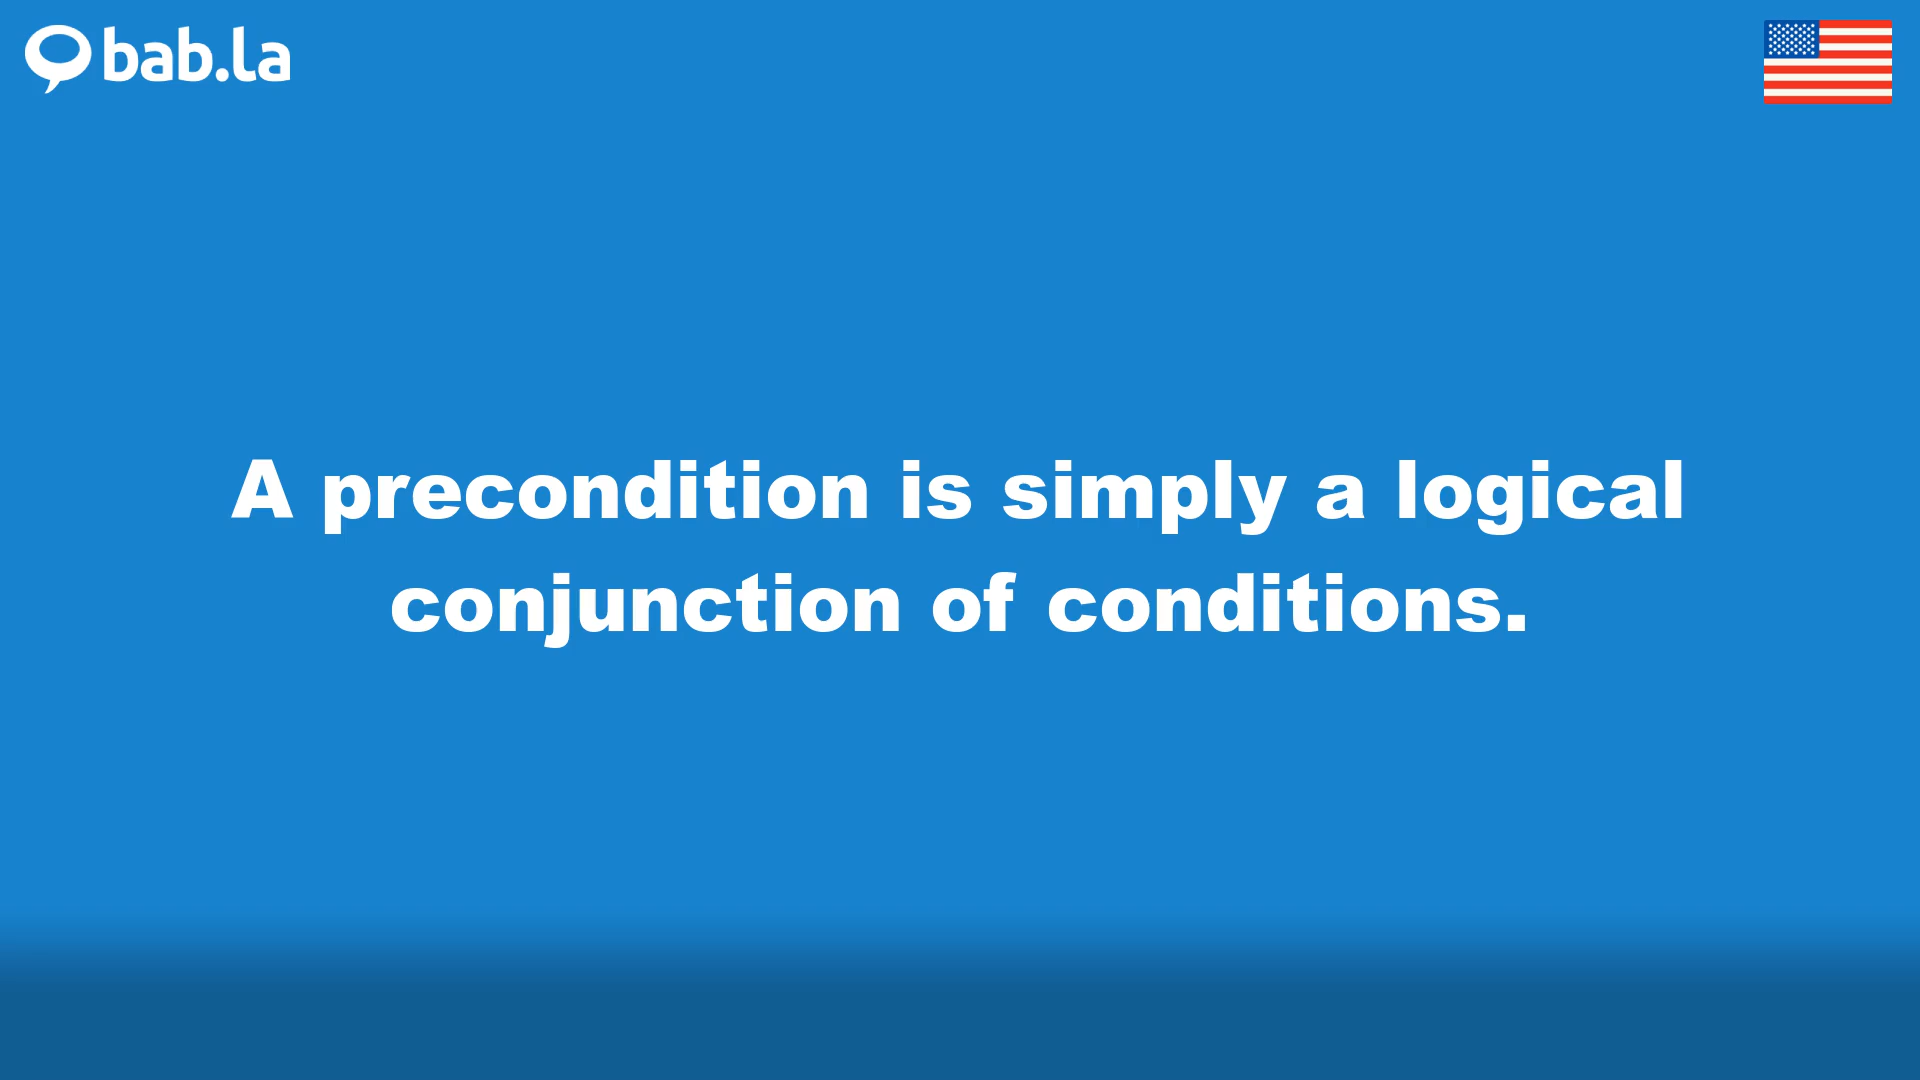 bab.la
A precondition is simply a logical
conjunction of conditions.